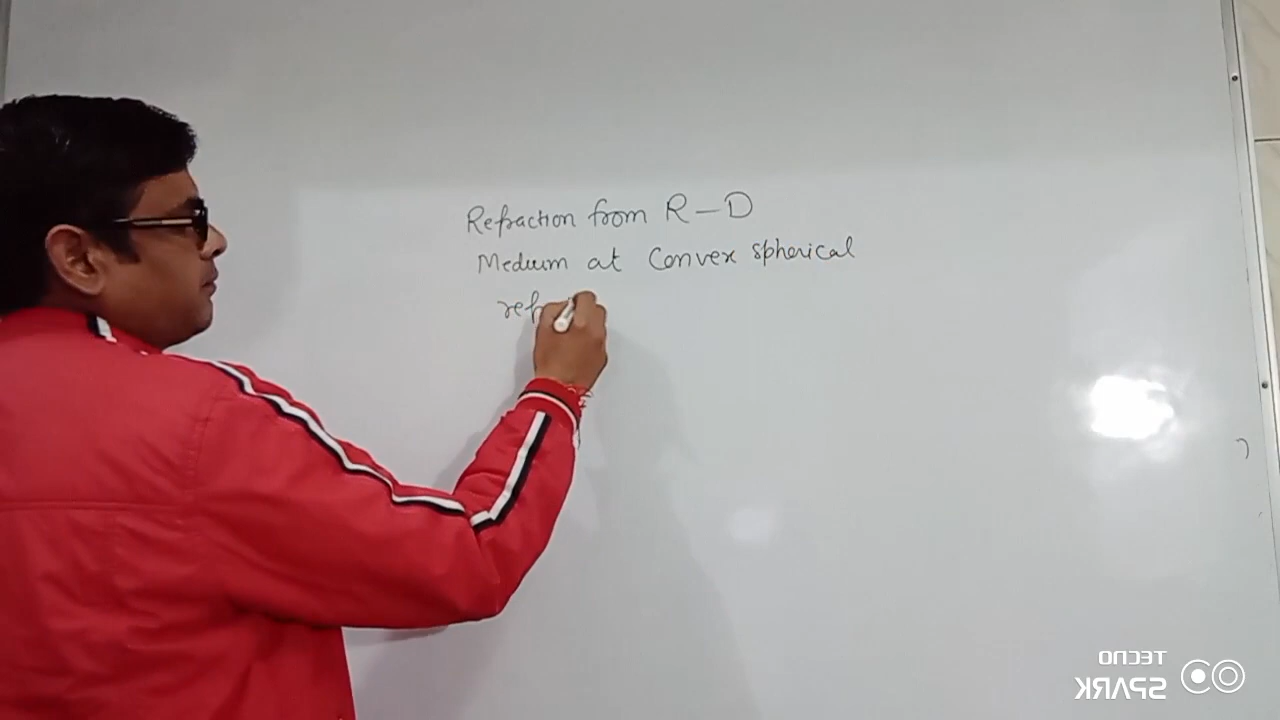 Refraction from R-D
Medium at Convex spherical
ref
TECNO
SPARK